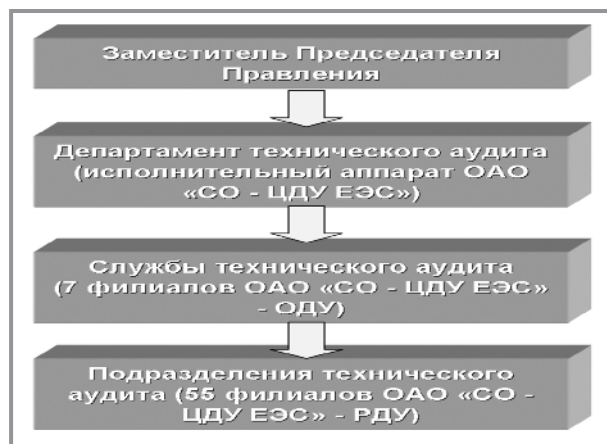 Заместитель Председателя
Правления
Департамент технического аудита
(исполнительный аппарат ОАО
«СО - ЦДУ ЕЭС»)
Службы технического аудита
(7 филиалов ОАО «СО - ЦДУ ЕЭС»
- ОДУ)
Подразделения технического
аудита (55 филиалов ОАО «СО -
ЦДУ ЕЭС» - РДУ)